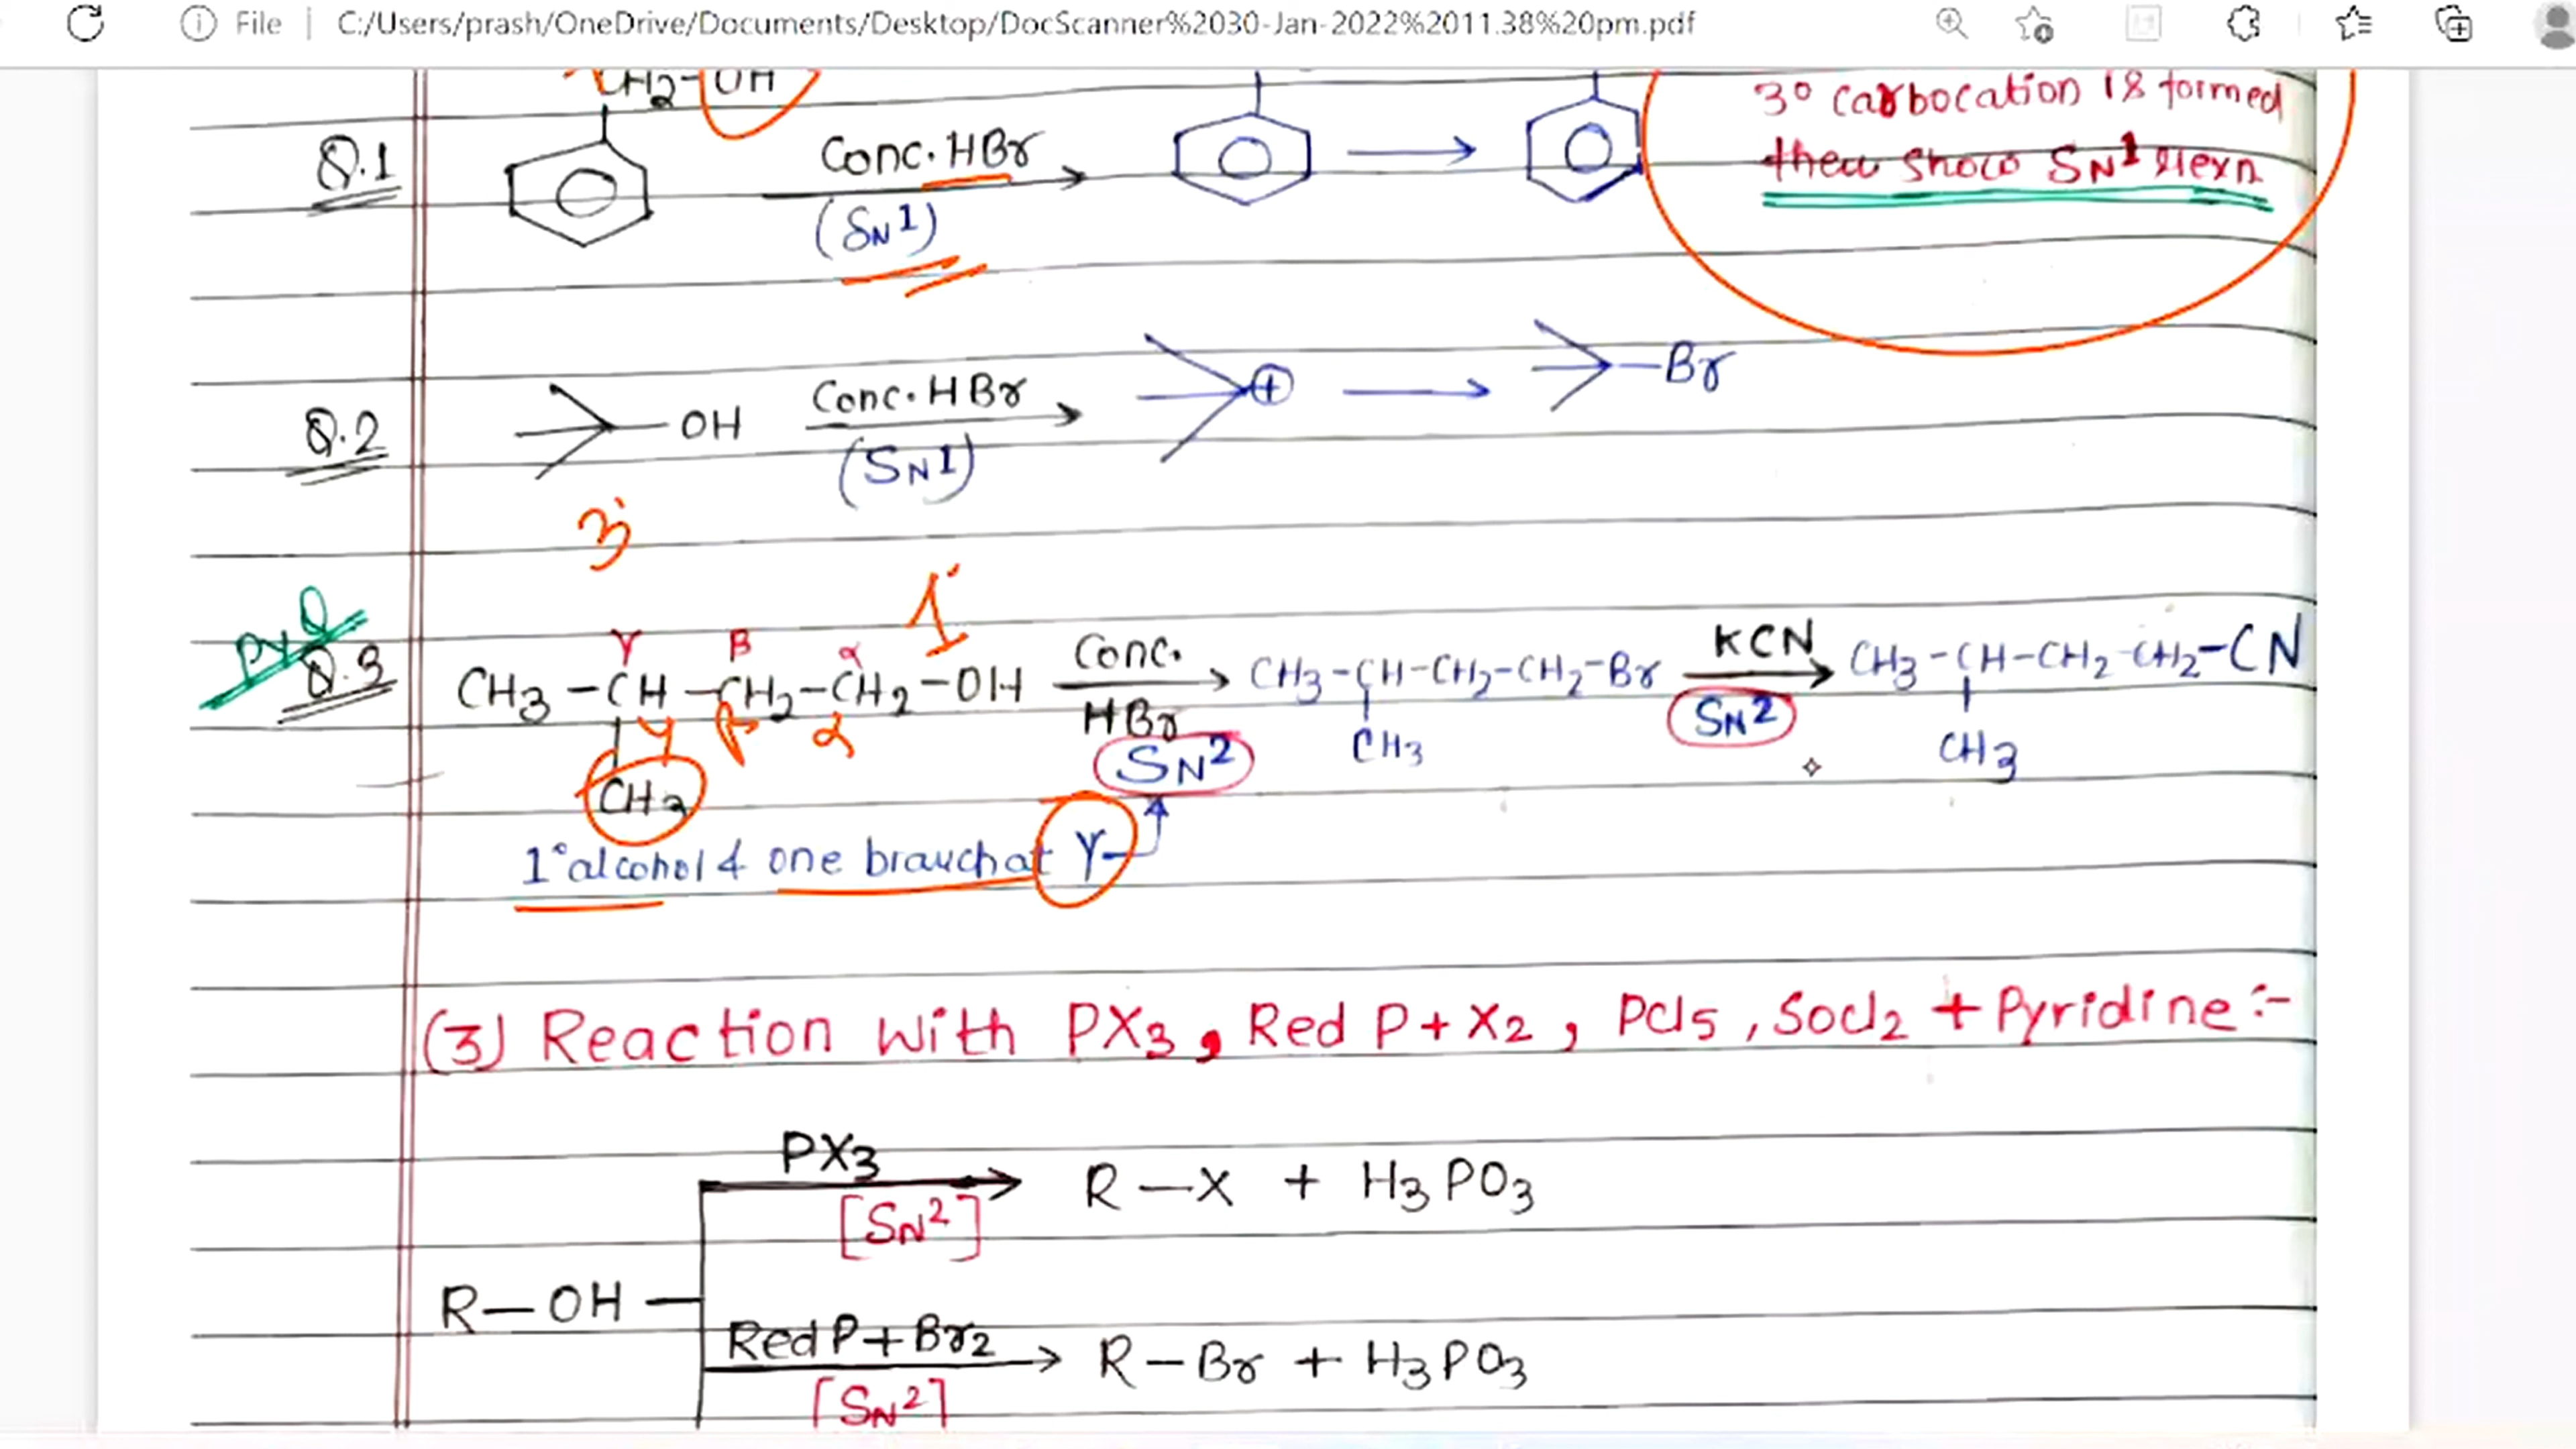 File | C:/Users/prash/OneDrive/Documents/Desktop/DocScanner%2030-Jan-2022%2011.38%20pm.pdf
CH2-OH
3° carbocation is formed
then show SN1 rexn
Q.1
Conc. HBr
(SN1)
Q.2
OH
Conc. HBr
(SN1)
⊕
Br
3°
1°
PYQ
Q.3
γ β α
CH3-CH-CH2-CH2-OH
Conc.
HBr
SN2
CH3-CH-CH2-CH2-Br
KCN
SN2
CH3-CH-CH2-CH2-CN
γ β α
CH3
CH3
CH3
1° alcohol & one branch at γ
(3) Reaction with PX3, Red P + X2, PCl5, SOCl2 + Pyridine :-
PX3
[SN2]
R-X + H3PO3
R-OH
Red P + Br2
[SN2]
R-Br + H3PO3